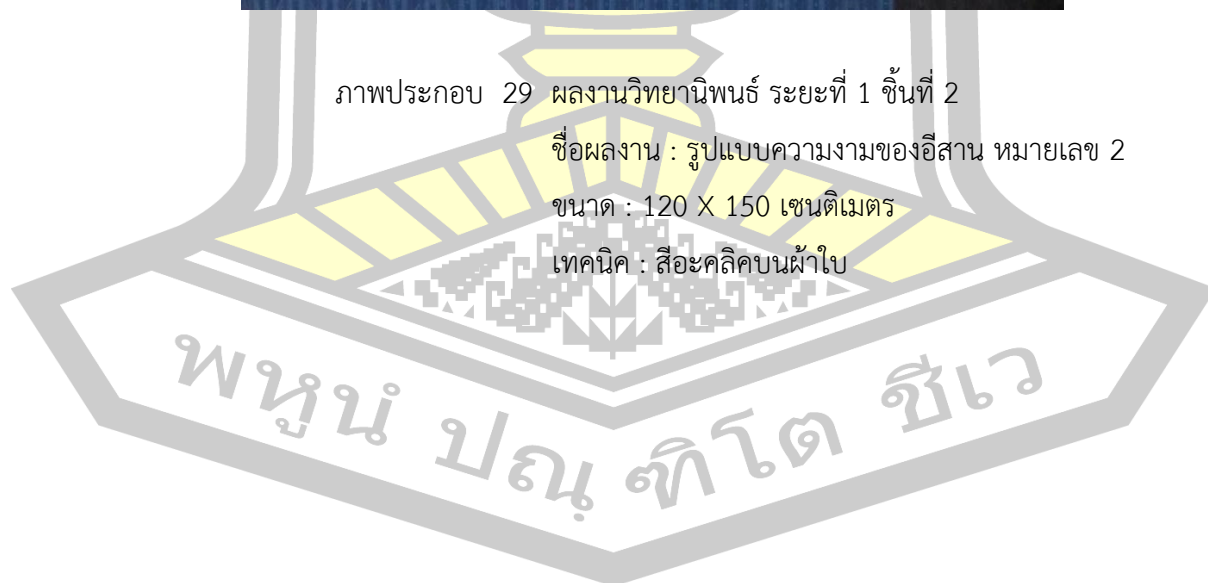 ภาพประกอบ 29 ผลงานวิทยานิพนธ์ ระยะที่ 1 ชิ้นที่ 2
ชื่อผลงาน : รูปแบบความงามของอีสาน หมายเลข 2
ขนาด : 120 X 150 เซนติเมตร
เทคนิค : สีอะคลิคบนผ้าใบ
พหูนํ ปณฺฑิโต ชีเว